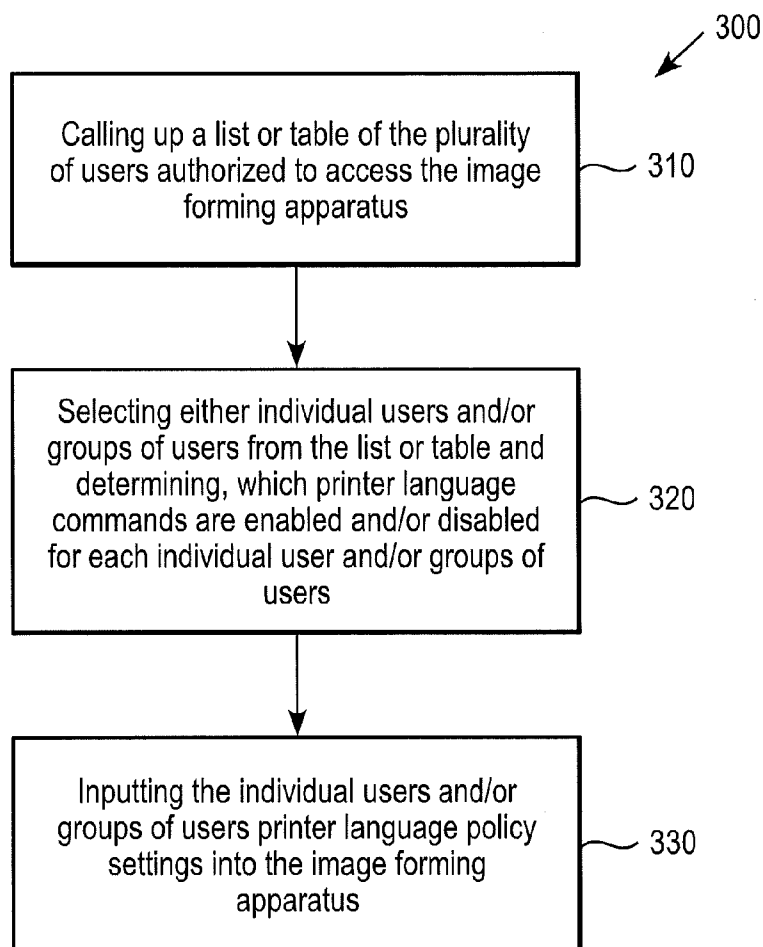 300
Calling up a list or table of the plurality
of users authorized to access the image
forming apparatus
310
Selecting either individual users and/or
groups of users from the list or table and
determining, which printer language
commands are enabled and/or disabled
for each individual user and/or groups of
users
320
Inputting the individual users and/or
groups of users printer language policy
settings into the image forming
apparatus
330